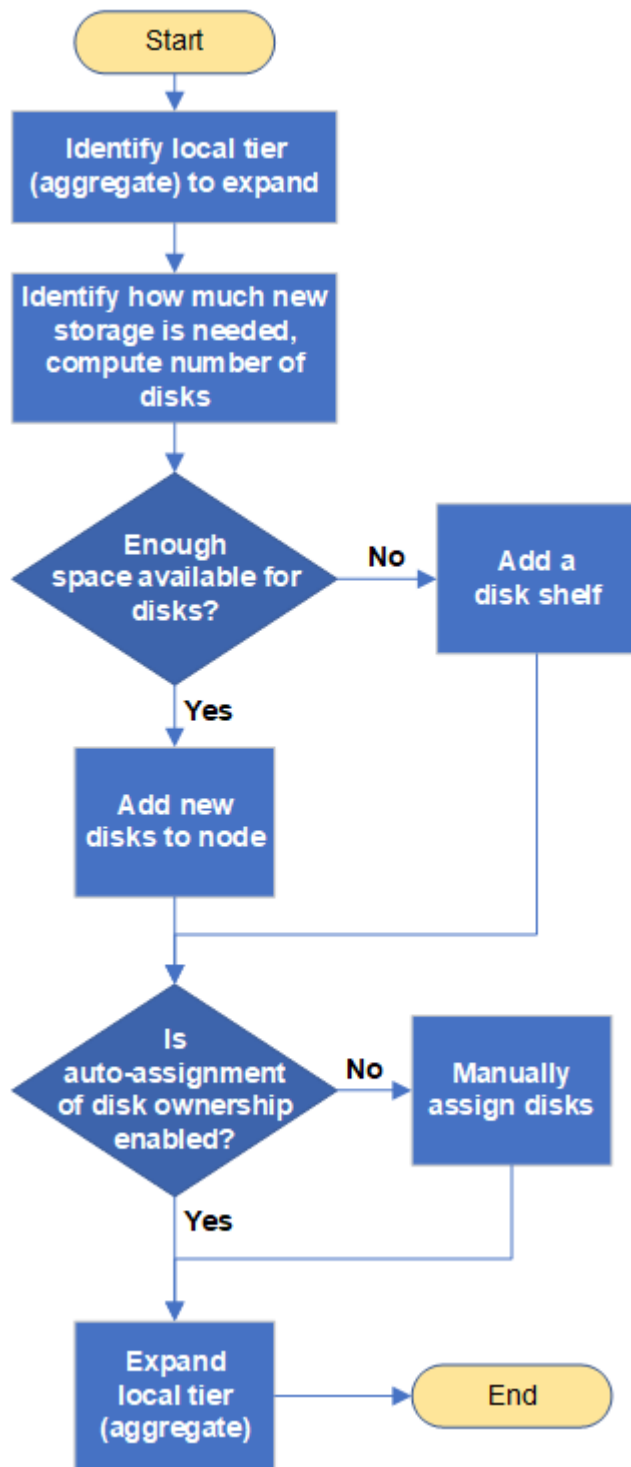 Start
Identify local tier
(aggregate) to expand
Identify how much new
storage is needed,
compute number of
disks
Enough
space available for
disks?
No
Add a
disk shelf
Yes
Add new
disks to node
Is
auto-assignment
of disk ownership
enabled?
No
Manually
assign disks
Yes
Expand
local tier
(aggregate)
End